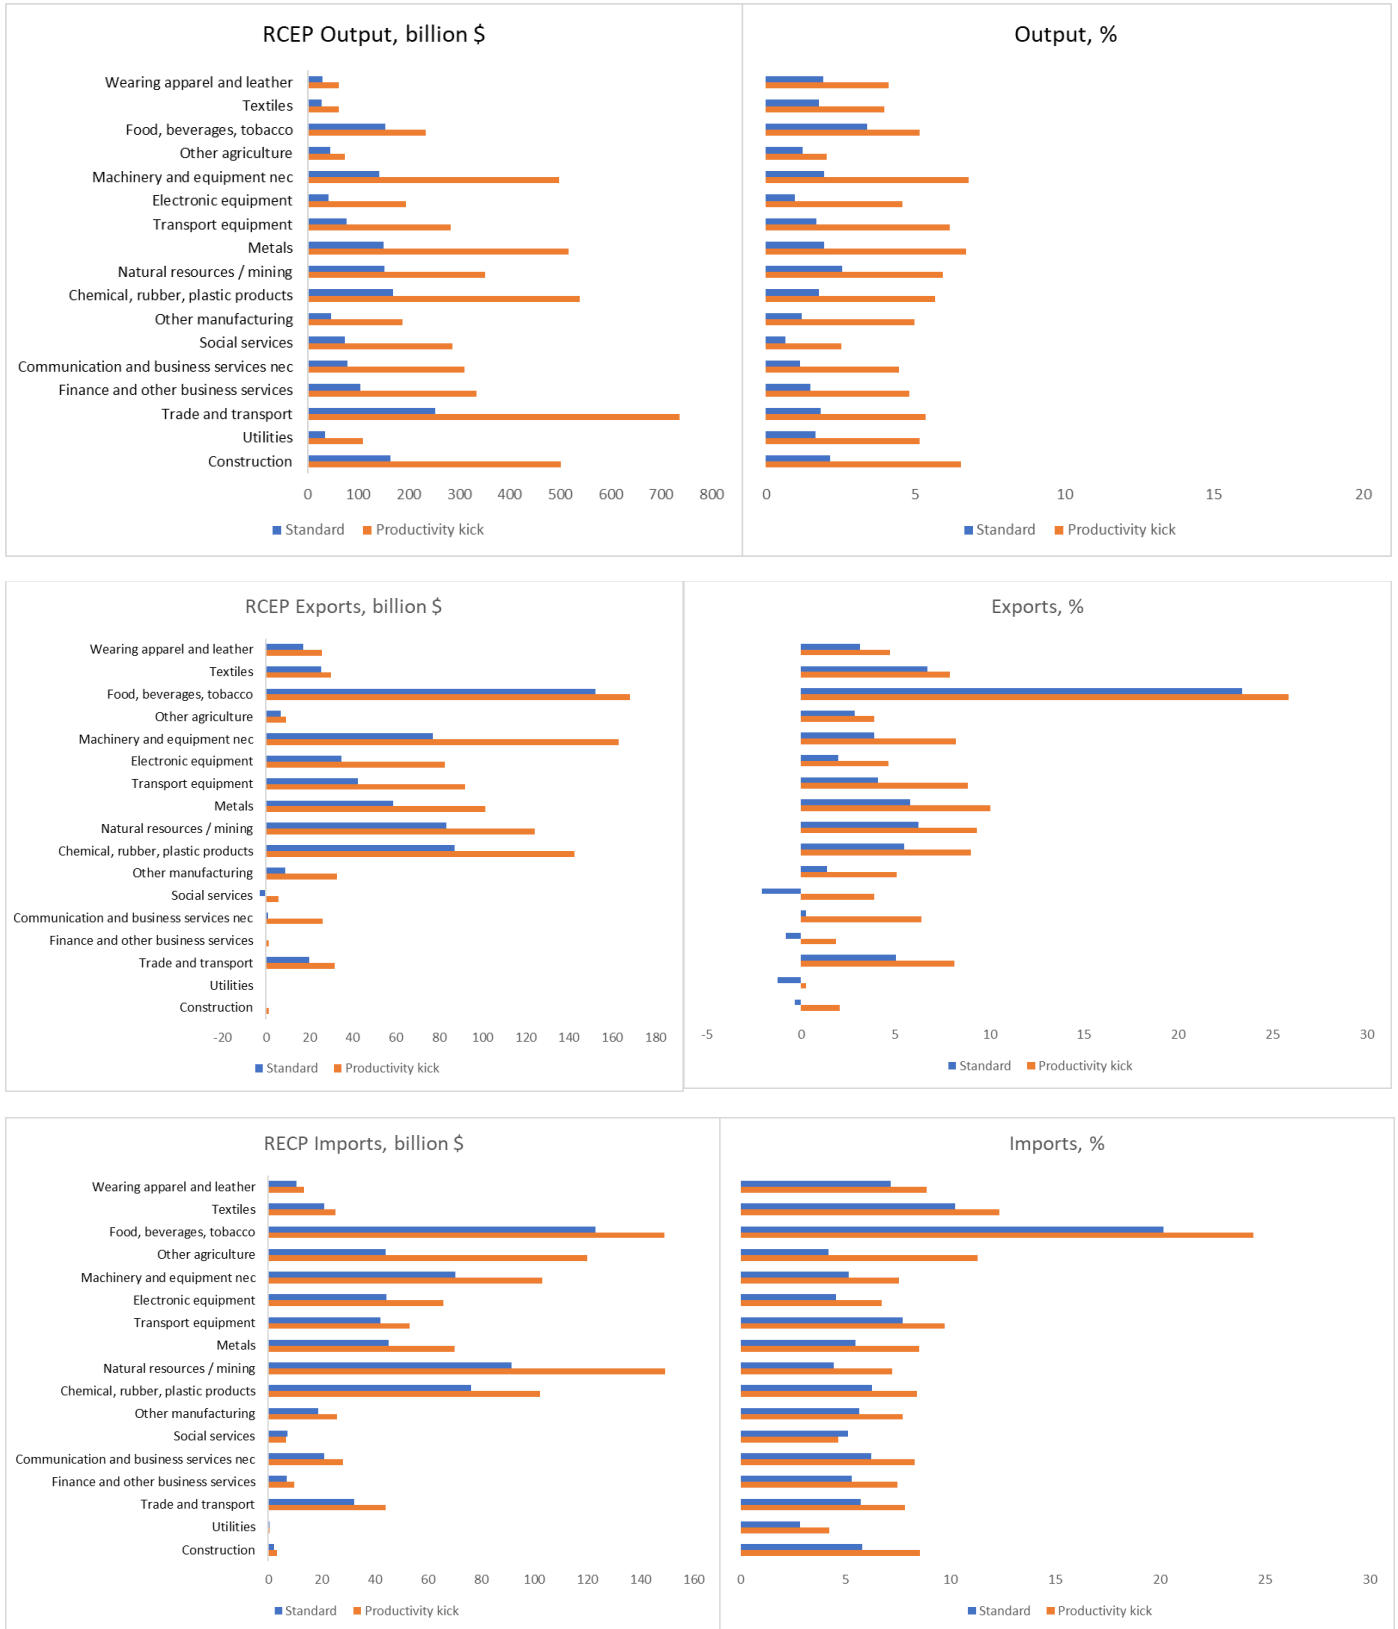 RCEP Output, billion $
Wearing apparel and leather
Textiles
Food, beverages, tobacco
Other agriculture
Machinery and equipment nec
Electronic equipment
Transport equipment
Metals
Natural resources / mining
Chemical, rubber, plastic products
Other manufacturing
Social services
Communication and business services nec
Finance and other business services
Trade and transport
Utilities
Construction
0 100 200 300 400 500 600 700 800
Standard Productivity kick
Output, %
0 5 10 15 20
Standard Productivity kick
RCEP Exports, billion $
Wearing apparel and leather
Textiles
Food, beverages, tobacco
Other agriculture
Machinery and equipment nec
Electronic equipment
Transport equipment
Metals
Natural resources / mining
Chemical, rubber, plastic products
Other manufacturing
Social services
Communication and business services nec
Finance and other business services
Trade and transport
Utilities
Construction
-20 0 20 40 60 80 100 120 140 160 180
Standard Productivity kick
Exports, %
-5 0 5 10 15 20 25 30
Standard Productivity kick
RECP Imports, billion $
Wearing apparel and leather
Textiles
Food, beverages, tobacco
Other agriculture
Machinery and equipment nec
Electronic equipment
Transport equipment
Metals
Natural resources / mining
Chemical, rubber, plastic products
Other manufacturing
Social services
Communication and business services nec
Finance and other business services
Trade and transport
Utilities
Construction
0 20 40 60 80 100 120 140 160
Standard Productivity kick
Imports, %
0 5 10 15 20 25 30
Standard Productivity kick